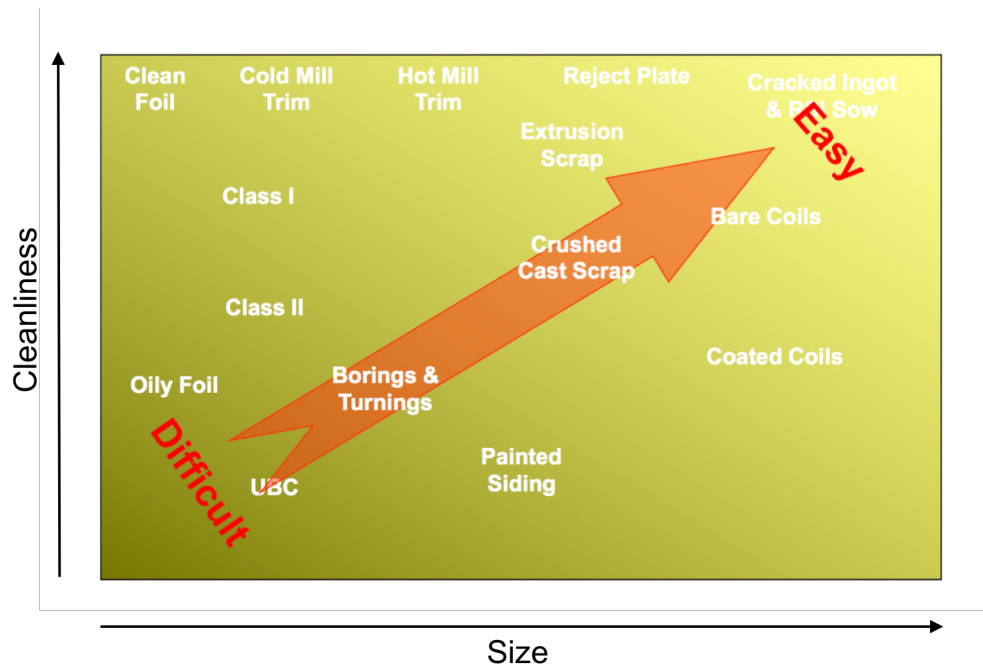 Clean
Foil
Cold Mill
Trim
Hot Mill
Trim
Reject Plate
Cracked Ingot
& Sow
Easy
Extrusion
Scrap
Class I
Bare Coils
Crushed
Cast Scrap
Class II
Coated Coils
Oily Foil
Borings &
Turnings
Difficult
Painted
Siding
UBC
Cleanliness
Size